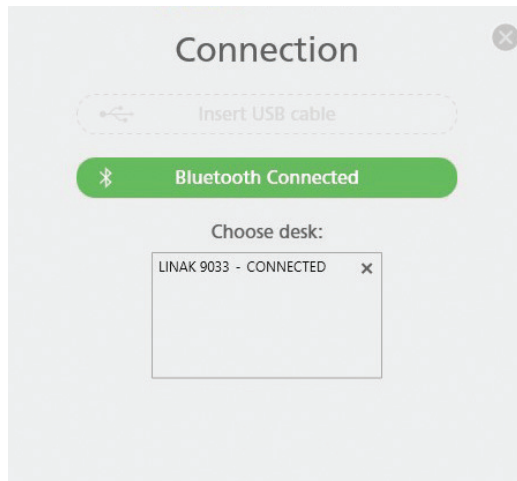 Connection
Insert USB cable
Bluetooth Connected
Choose desk:
LINAK 9033 - CONNECTED